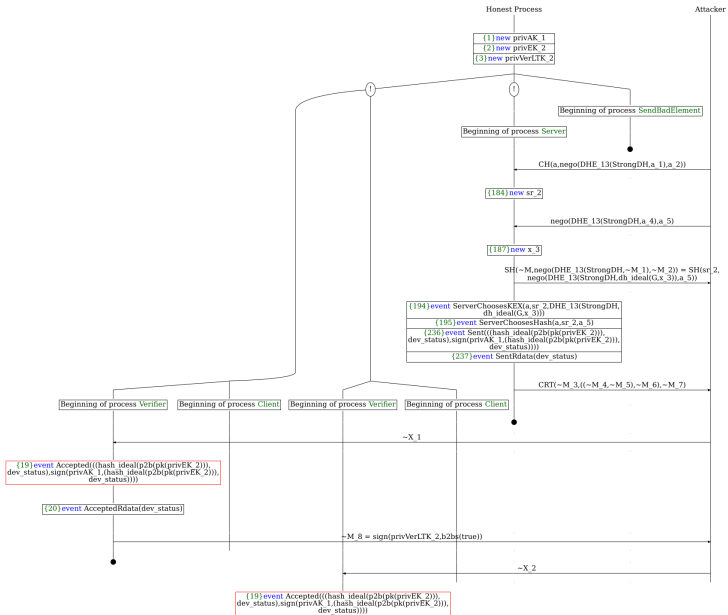 Honest Process
Attacker
{1}new privAK_1
{2}new privEK_2
{3}new privVerLTK_2
!
!
Beginning of process SendBadElement
Beginning of process Server
CH(a,nego(DHE_13(StrongDH,a_1),a_2))
{184}new sr_2
nego(DHE_13(StrongDH,a_4),a_5)
{187}new x_3
SH(~M,nego(DHE_13(StrongDH,~M_1),~M_2)) = SH(sr_2,
nego(DHE_13(StrongDH,dh_ideal(G,x_3)),a_5))
{194}event ServerChoosesKEX(a,sr_2,DHE_13(StrongDH,
dh_ideal(G,x_3)))
{195}event ServerChoosesHash(a,sr_2,a_5)
{236}event Sent(((hash_ideal(p2b(pk(privEK_2))),
dev_status),sign(privAK_1,(hash_ideal(p2b(pk(privEK_2))),
dev_status))))
{237}event SentRdata(dev_status)
CRT(~M_3,((~M_4,~M_5),~M_6),~M_7)
Beginning of process Verifier
Beginning of process Client
Beginning of process Verifier
Beginning of process Client
~X_1
{19}event Accepted(((hash_ideal(p2b(pk(privEK_2))),
dev_status),sign(privAK_1,(hash_ideal(p2b(pk(privEK_2))),
dev_status))))
{20}event AcceptedRdata(dev_status)
~M_8 = sign(privVerLTK_2,b2bs(true))
~X_2
{19}event Accepted(((hash_ideal(p2b(pk(privEK_2))),
dev_status),sign(privAK_1,(hash_ideal(p2b(pk(privEK_2))),
dev_status))))